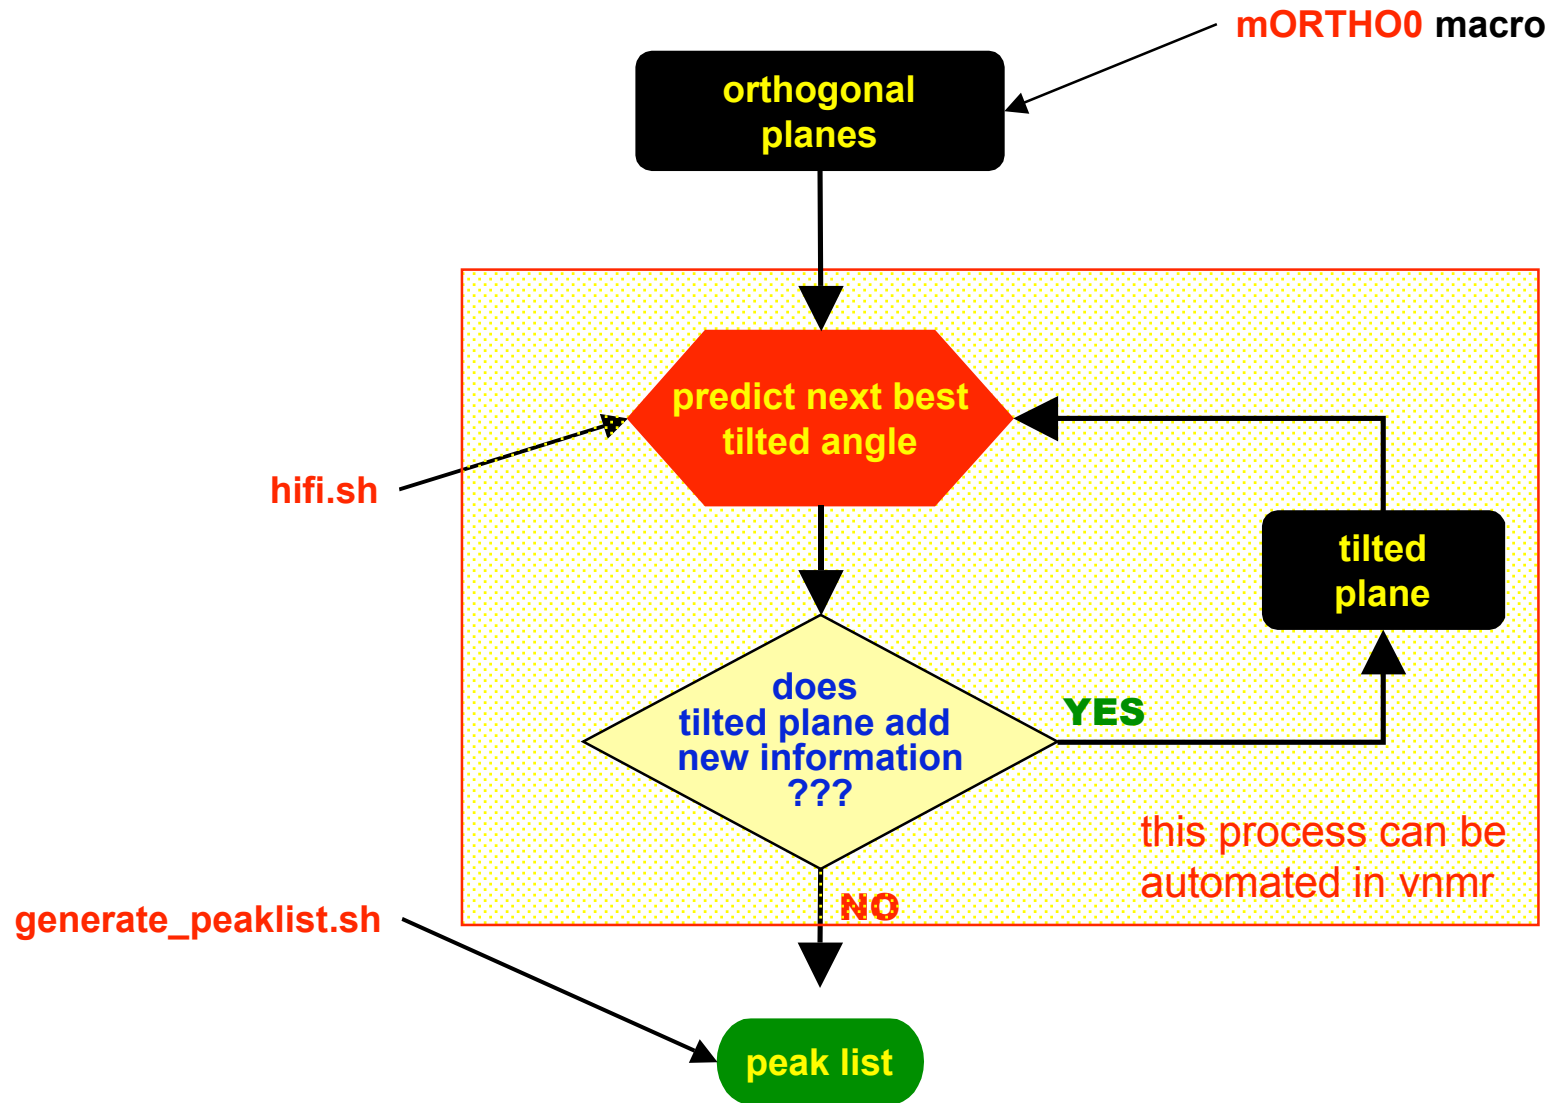 mORTHO0 macro
orthogonal
planes
predict next best
tilted angle
hifi.sh
tilted
plane
does
tilted plane add
new information
???
YES
this process can be
automated in vnmr
NO
generate_peaklist.sh
peak list